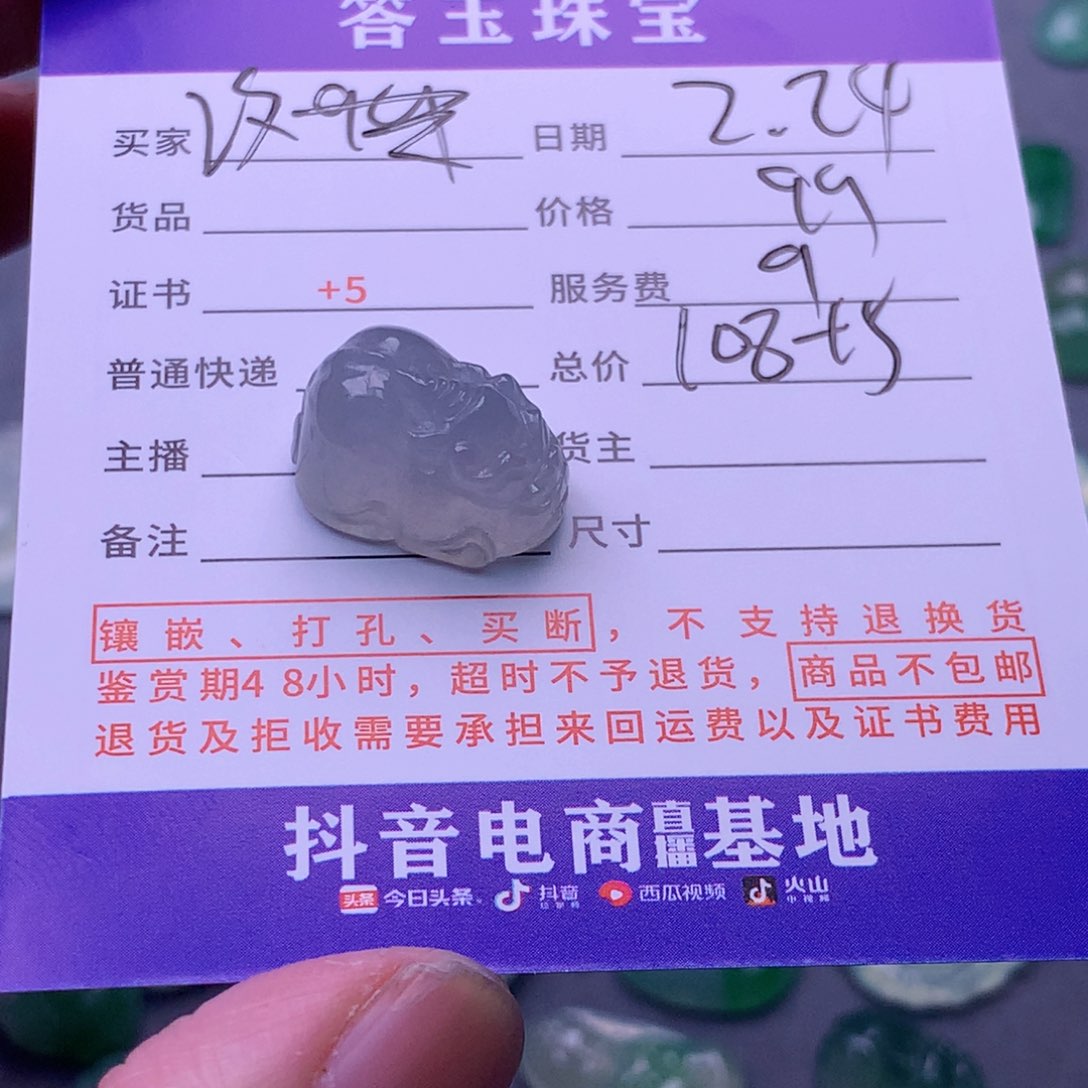 答玉珠宝
买家 日期 2.24
货品 价格 99
证书 +5 服务费 9
普通快递 总价 108+5
主播 货主
备注 尺寸
镶嵌、打孔、买断，不支持退换货
鉴赏期48小时，超时不予退货，商品不包邮
退货及拒收需要承担来回运费以及证书费用
抖音电商直播基地
头条 今日头条 抖音 西瓜视频 火山